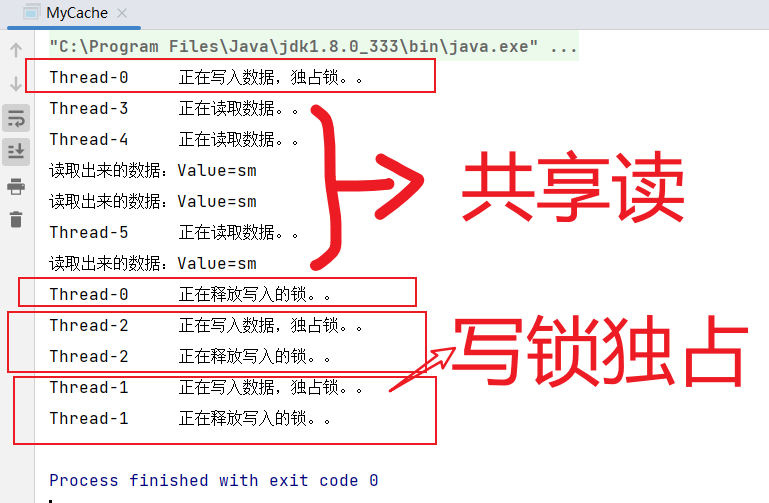 MyCache
"C:\Program Files\Java\jdk1.8.0_333\bin\java.exe" ...
Thread-0 正在写入数据，独占锁。。
Thread-3 正在读取数据。。
Thread-4 正在读取数据。。
读取出来的数据：Value=sm
读取出来的数据：Value=sm
Thread-5 正在读取数据。。
读取出来的数据：Value=sm
共享读
Thread-0 正在释放写入的锁。。
Thread-2 正在写入数据，独占锁。。
Thread-2 正在释放写入的锁。。
Thread-1 正在写入数据，独占锁。。
Thread-1 正在释放写入的锁。。
写锁独占
Process finished with exit code 0